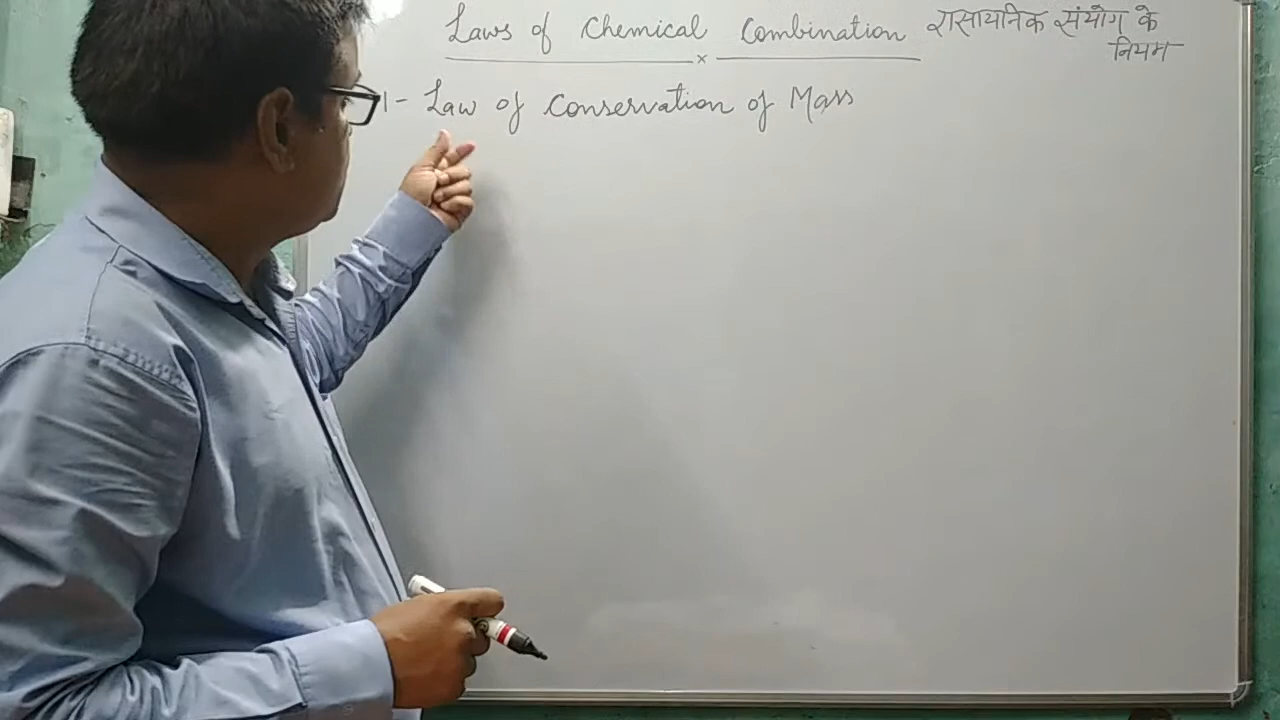 Laws of Chemical Combination रासायनिक संयोग के
नियम
1- Law of Conservation of Mass